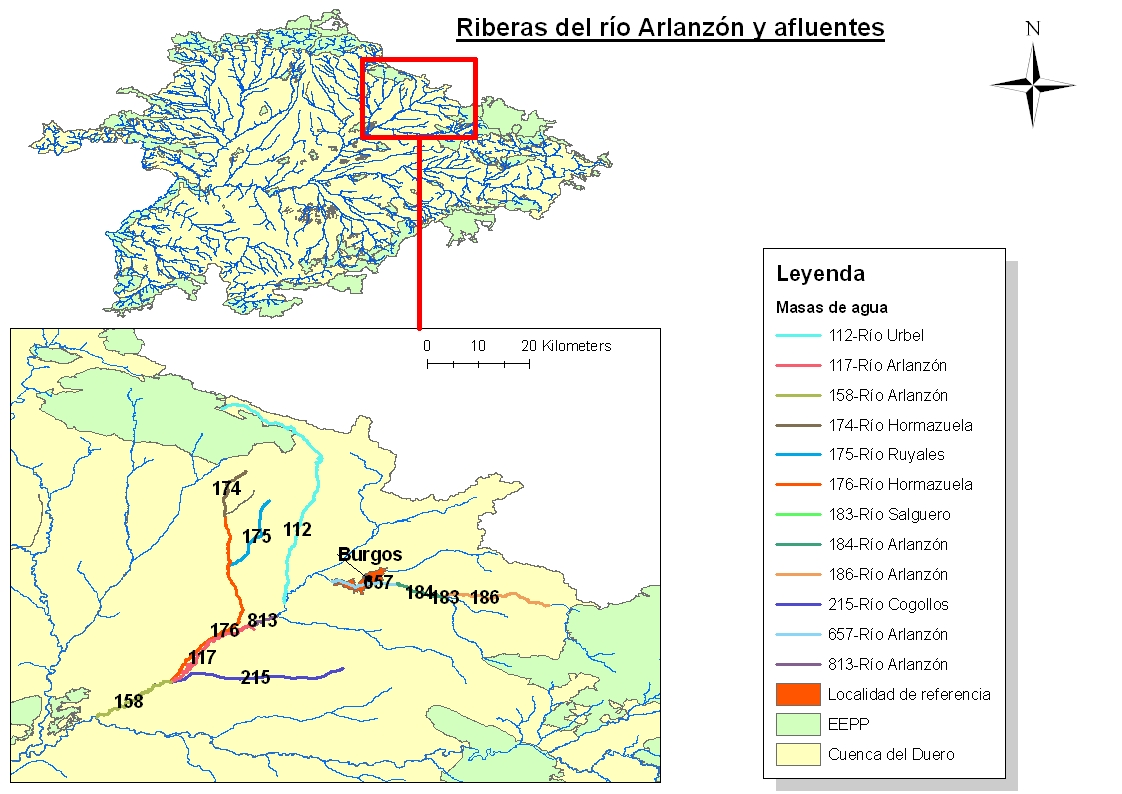 Riberas del río Arlanzón y afluentes
N
0 10 20 Kilometers
174
175
112
Burgos
657
184
183
186
813
176
117
215
158
Leyenda
Masas de agua
112-Río Urbel
117-Río Arlanzón
158-Río Arlanzón
174-Río Hormazuela
175-Río Ruyales
176-Río Hormazuela
183-Río Salguero
184-Río Arlanzón
186-Río Arlanzón
215-Río Cogollos
657-Río Arlanzón
813-Río Arlanzón
Localidad de referencia
EEPP
Cuenca del Duero